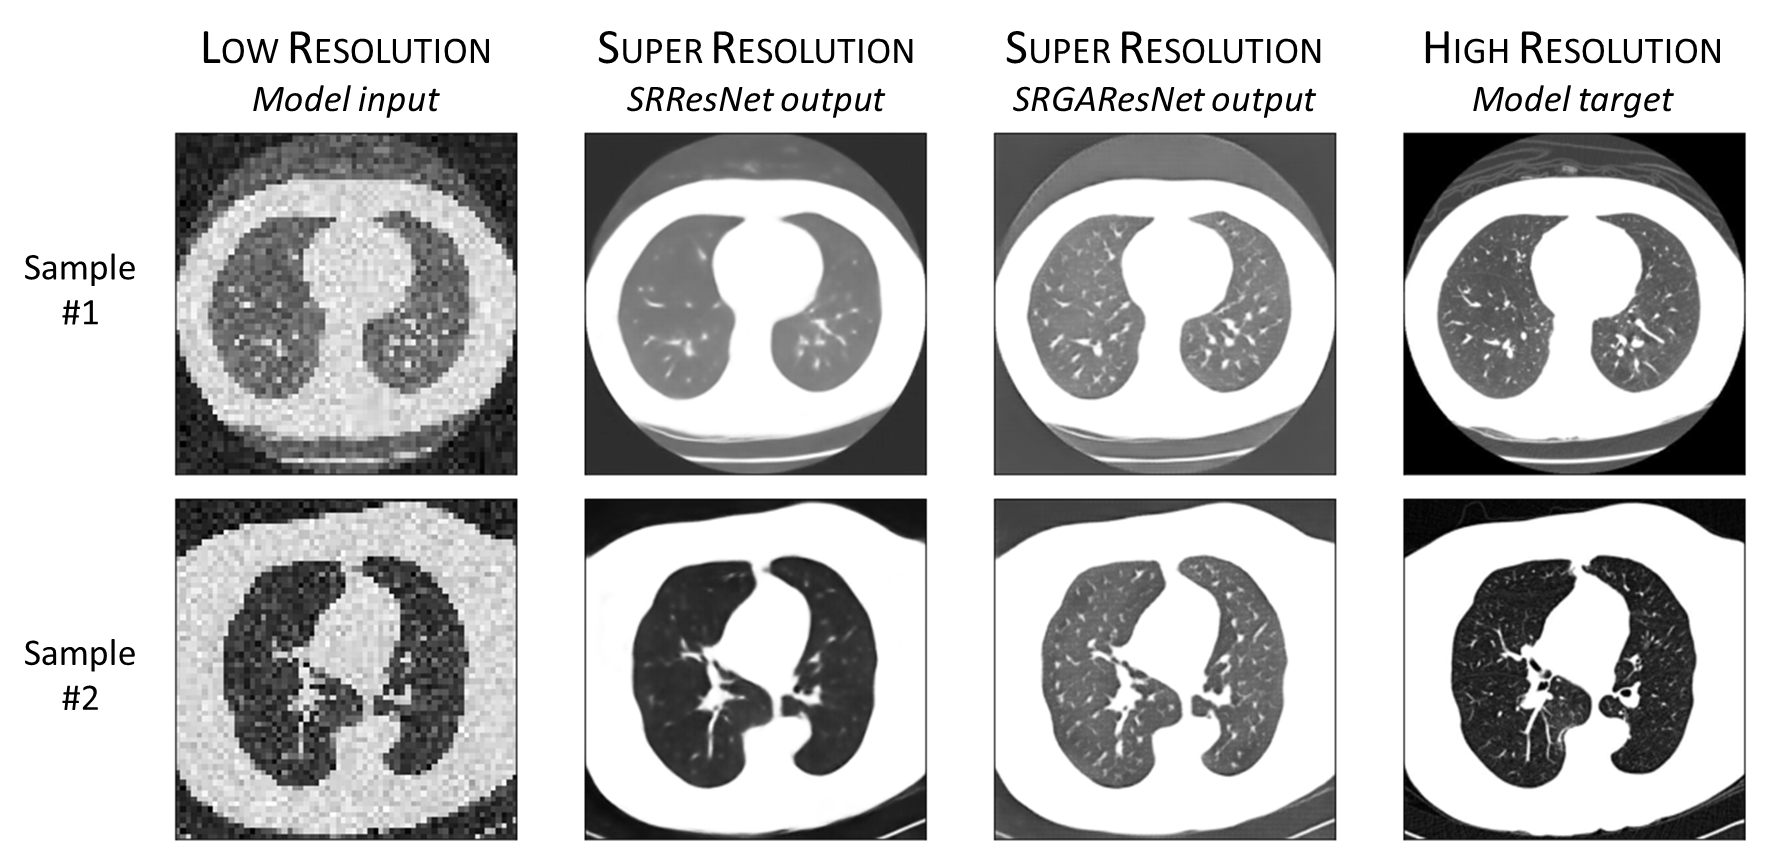 LOW RESOLUTION
Model input
SUPER RESOLUTION
SRResNet output
SUPER RESOLUTION
SRGAResNet output
HIGH RESOLUTION
Model target
Sample
#1
Sample
#2